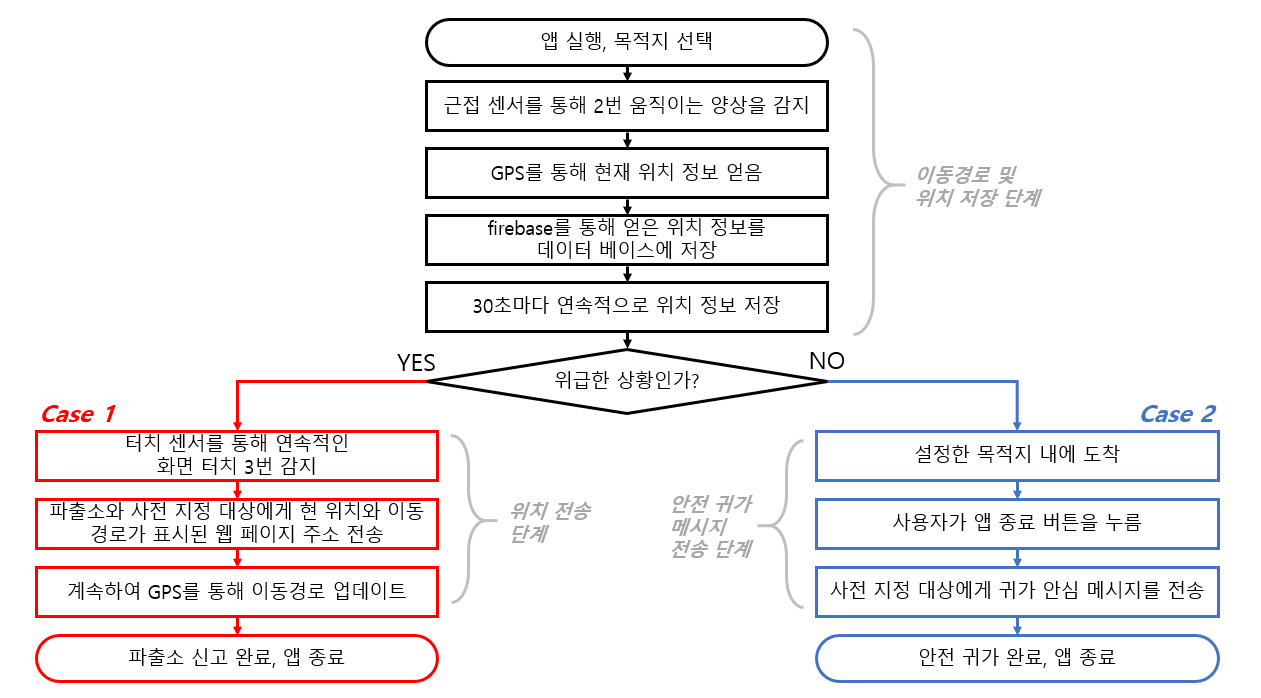 앱 실행, 목적지 선택
근접 센서를 통해 2번 움직이는 양상을 감지
GPS를 통해 현재 위치 정보 얻음
firebase를 통해 얻은 위치 정보를
데이터 베이스에 저장
30초마다 연속적으로 위치 정보 저장
이동경로 및
위치 저장 단계
위급한 상황인가?
YES
NO
Case 1
터치 센서를 통해 연속적인
화면 터치 3번 감지
파출소와 사전 지정 대상에게 현 위치와 이동
경로가 표시된 웹 페이지 주소 전송
계속하여 GPS를 통해 이동경로 업데이트
파출소 신고 완료, 앱 종료
위치 전송
단계
Case 2
설정한 목적지 내에 도착
사용자가 앱 종료 버튼을 누름
사전 지정 대상에게 귀가 안심 메시지를 전송
안전 귀가 완료, 앱 종료
안전 귀가
메시지
전송 단계